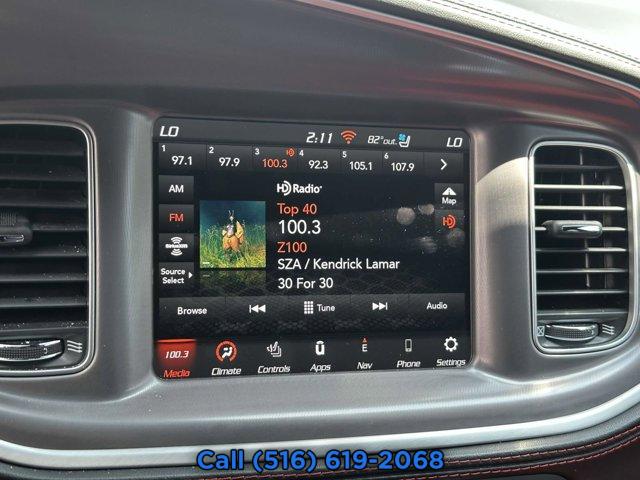 LO 2:11 82°out. LO
1 97.1 2 97.9 3 100.3 4 92.3 5 105.1 6 107.9
AM
HD Radio
Map
FM
Top 40
100.3
Z100
SiriusXM
SZA / Kendrick Lamar
Source
Select
30 For 30
Browse Tune Audio
100.3
Media Climate Controls Apps Nav Phone Settings
E
Call (516) 619-2068